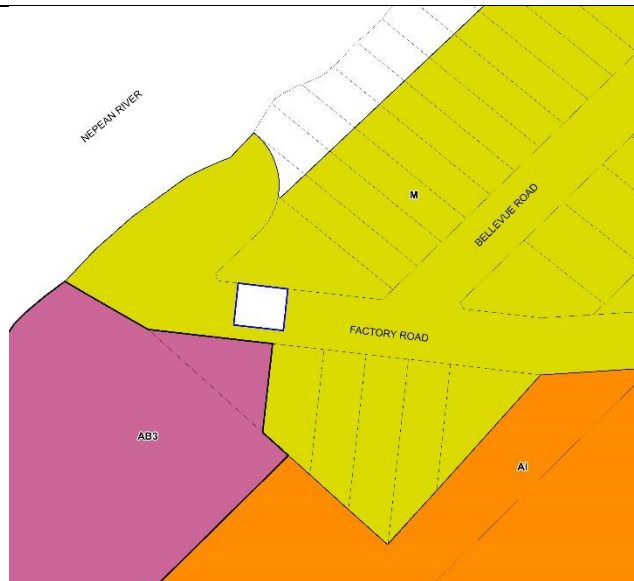 NEPEAN RIVER
M
BELLEVUE ROAD
FACTORY ROAD
AB3
AI